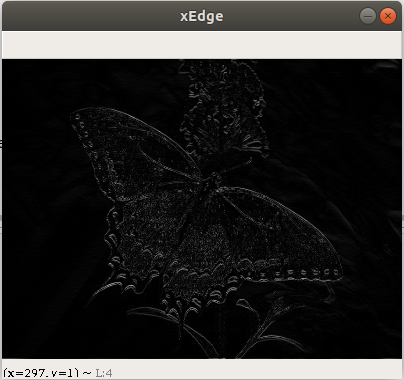 xEdge
(x=297, y=1) ~ L:4